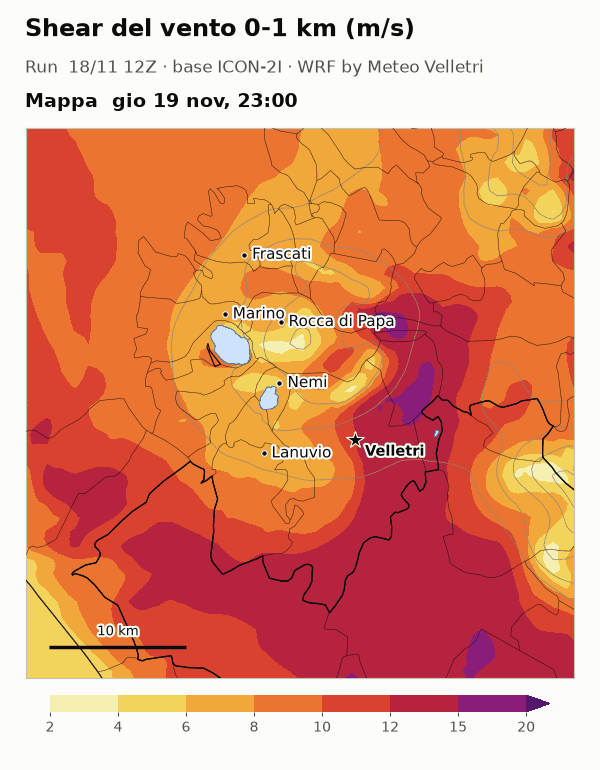 Shear del vento 0-1 km (m/s)
Run 18/11 12Z · base ICON-2I · WRF by Meteo Velletri
Mappa gio 19 nov, 23:00
Frascati
Marino
Rocca di Papa
Nemi
Velletri
Lanuvio
10 km
2 4 6 8 10 12 15 20